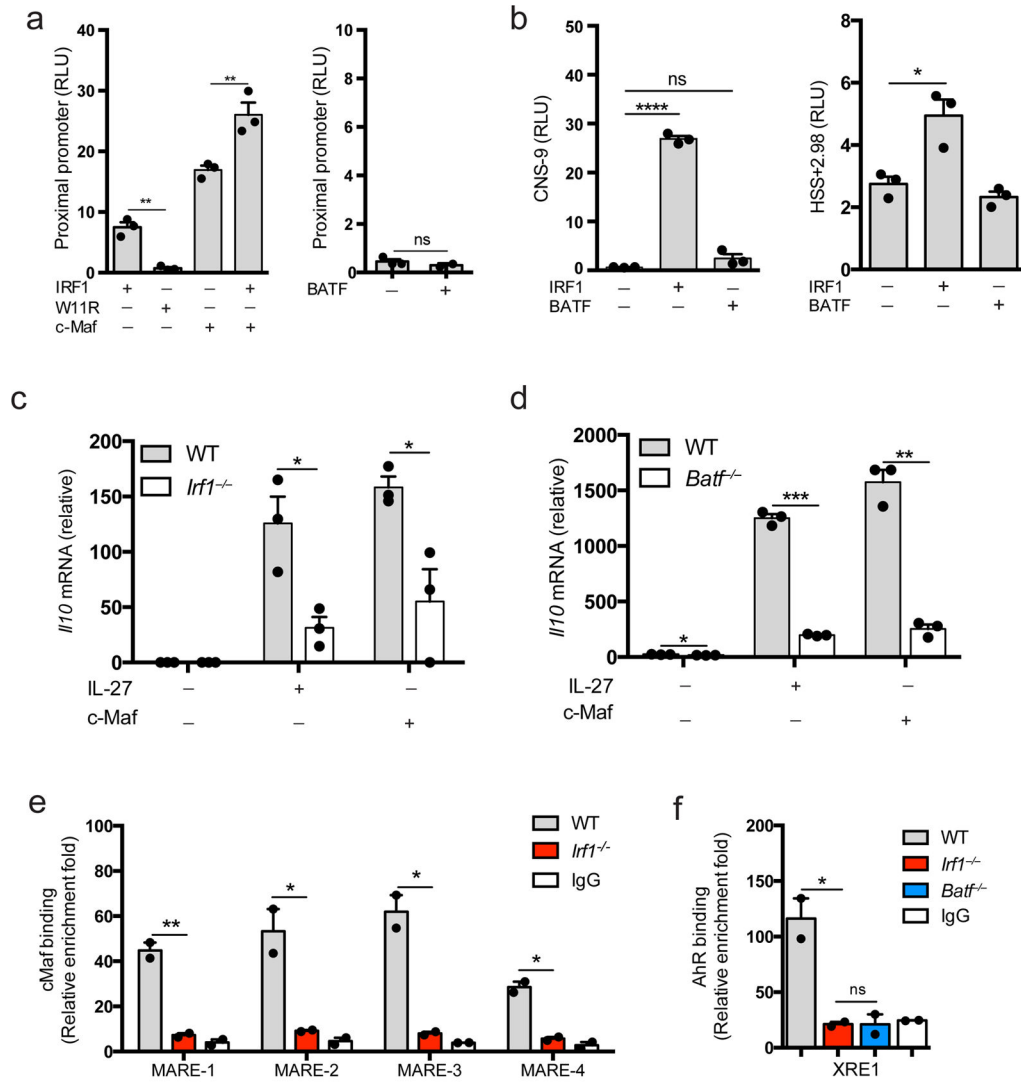 a
Proximal promoter (RLU)
40
30
20
10
0
**
**
IRF1 + – – +
W11R – + – –
c-Maf – – + +
Proximal promoter (RLU)
10
8
6
4
2
0
ns
BATF – +
b
CNS-9 (RLU)
50
40
30
20
10
0
ns
****
IRF1 – + –
BATF – – +
HSS+2.98 (RLU)
8
6
4
2
0
*
IRF1 – + –
BATF – – +
c
Il10 mRNA (relative)
200
150
100
50
0
WT
Irf1–/–
*
*
IL-27 – + –
c-Maf – – +
d
Il10 mRNA (relative)
2000
1500
1000
500
0
WT
Batf–/–
*
***
**
IL-27 – + –
c-Maf – – +
e
cMaf binding
(Relative enrichment fold)
100
80
60
40
20
0
WT
Irf1-/-
IgG
**
*
*
*
MARE-1 MARE-2 MARE-3 MARE-4
f
AhR binding
(Relative enrichment fold)
200
150
100
50
0
WT
Irf1–/–
Batf–/–
IgG
*
ns
XRE1